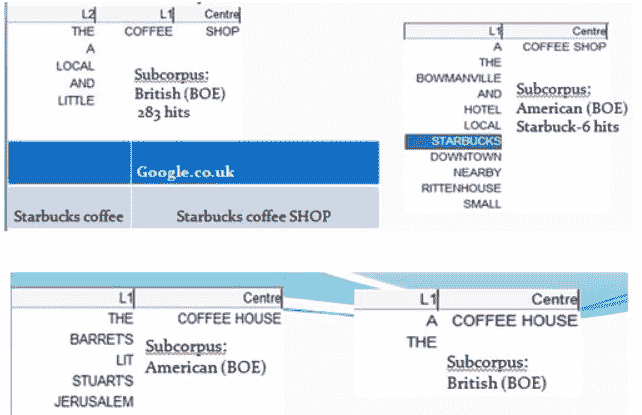 L2 L1 Centre
THE COFFEE SHOP
A
LOCAL
AND
LITTLE
Subcorpus:
British (BOE)
283 hits
Google.co.uk
Starbucks coffee Starbucks coffee SHOP
L1 Centre
A COFFEE SHOP
THE
BOWMANVILLE
AND
HOTEL
LOCAL
STARBUCKS
DOWNTOWN
NEARBY
RITTENHOUSE
SMALL
Subcorpus:
American (BOE)
Starbuck-6 hits
L1 Centre
THE COFFEE HOUSE
BARRET'S
LIT
STUART'S
JERUSALEM
Subcorpus:
American (BOE)
L1 Centre
A COFFEE HOUSE
THE
Subcorpus:
British (BOE)